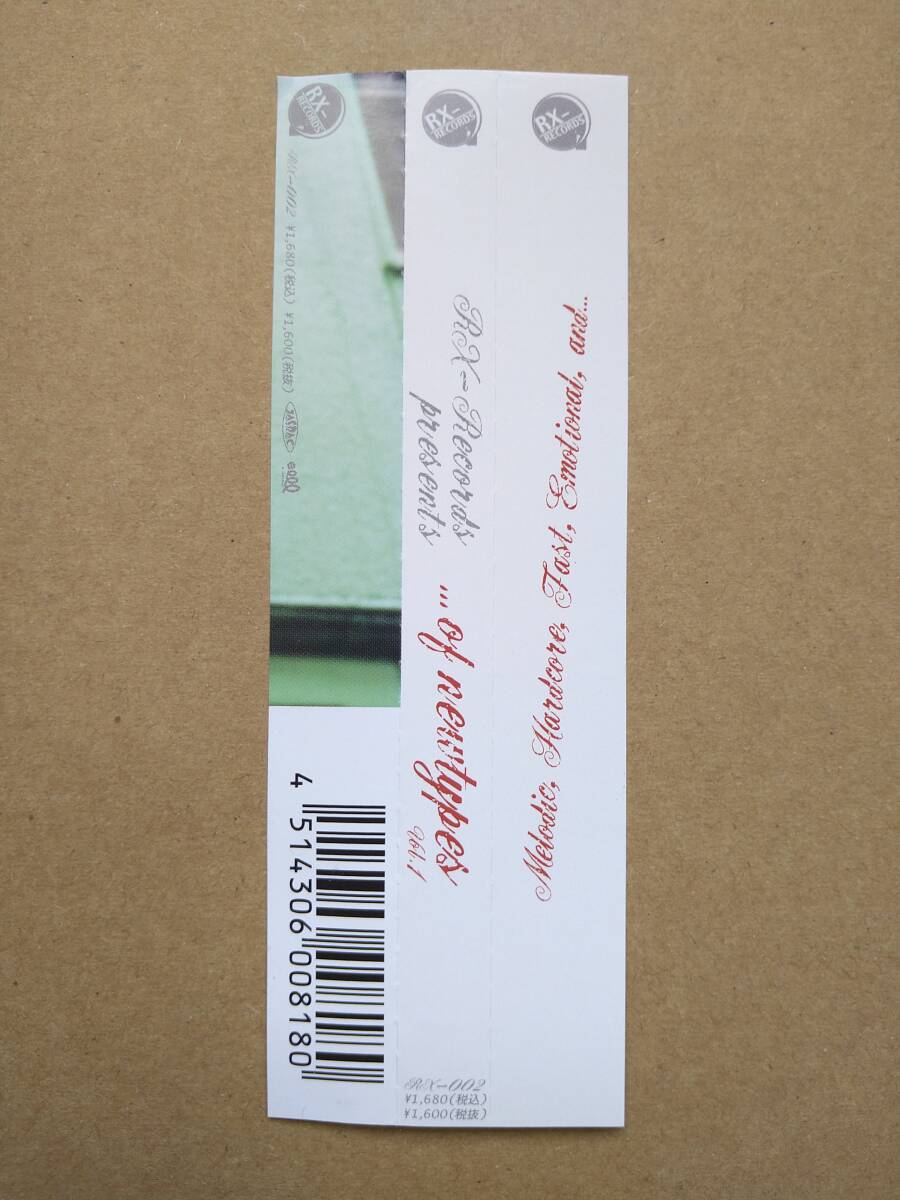 RX-
RECORDS
RX-002 ¥1,680(税込) ¥1,600(税抜) JASRAC
4 514306 008180
RX-
RECORDS
RX-Records
presents
...of newtypes
Vol.1
RX-002
¥1,680(税込)
¥1,600(税抜)
RX-
RECORDS
Melodic, Hardcore, Fast, Emotional, and...